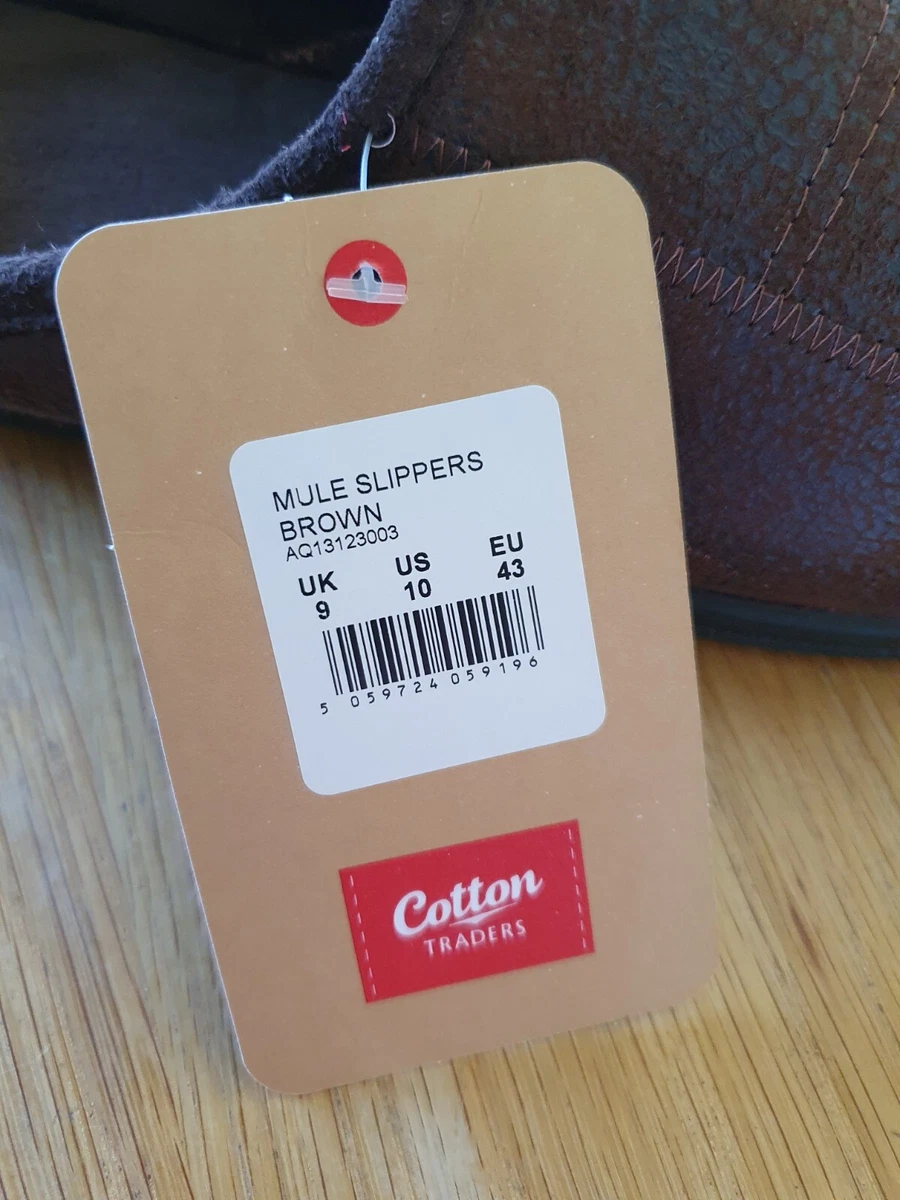 MULE SLIPPERS
BROWN
AQ13123003
UK US EU
9 10 43
5 059724 059196
Cotton
TRADERS